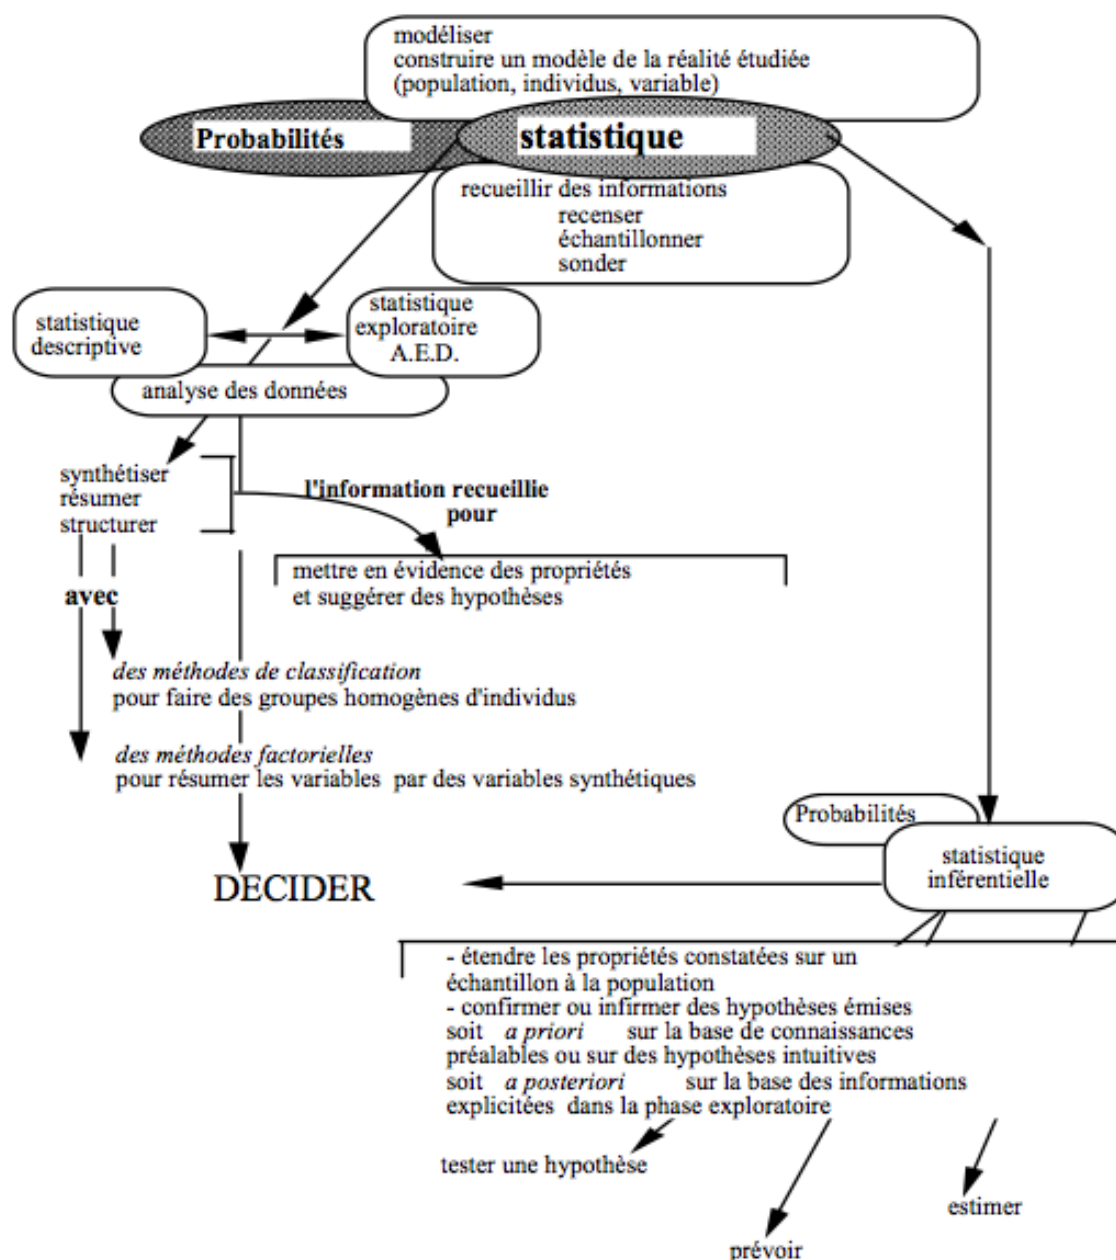 modéliser
construire un modèle de la réalité étudiée
(population, individus, variable)
Probabilités
statistique
recueillir des informations
recenser
échantillonner
sonder
statistique
descriptive
statistique
exploratoire
A.E.D.
analyse des données
synthétiser
résumer
structurer
l'information recueillie
pour
mettre en évidence des propriétés
et suggérer des hypothèses
avec
des méthodes de classification
pour faire des groupes homogènes d'individus
des méthodes factorielles
pour résumer les variables par des variables synthétiques
Probabilités
statistique
inférentielle
DECIDER
- étendre les propriétés constatées sur un
échantillon à la population
- confirmer ou infirmer des hypothèses émises
soit a priori sur la base de connaissances
préalables ou sur des hypothèses intuitives
soit a posteriori sur la base des informations
explicitées dans la phase exploratoire
tester une hypothèse
estimer
prévoir